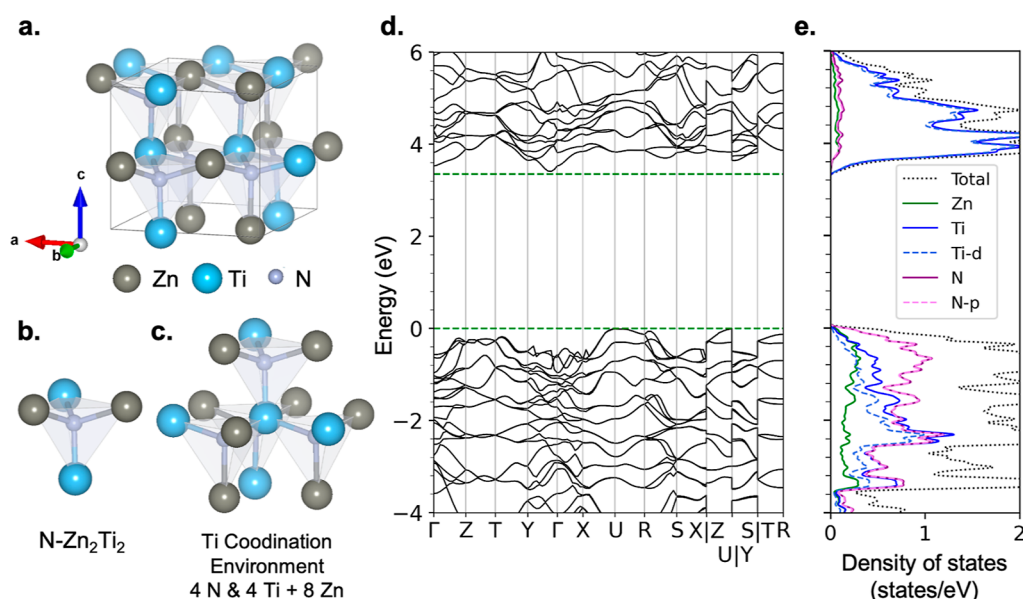 a.
c
a
b
Zn
Ti
N
b.
c.
N-Zn₂Ti₂
Ti Coodination
Environment
4 N & 4 Ti + 8 Zn
d.
Energy (eV)
6
4
2
0
−2
−4
Γ Z T Y Γ X U R S X|Z S|TR
U|Y
e.
Total
Zn
Ti
Ti-d
N
N-p
0 1 2
Density of states
(states/eV)